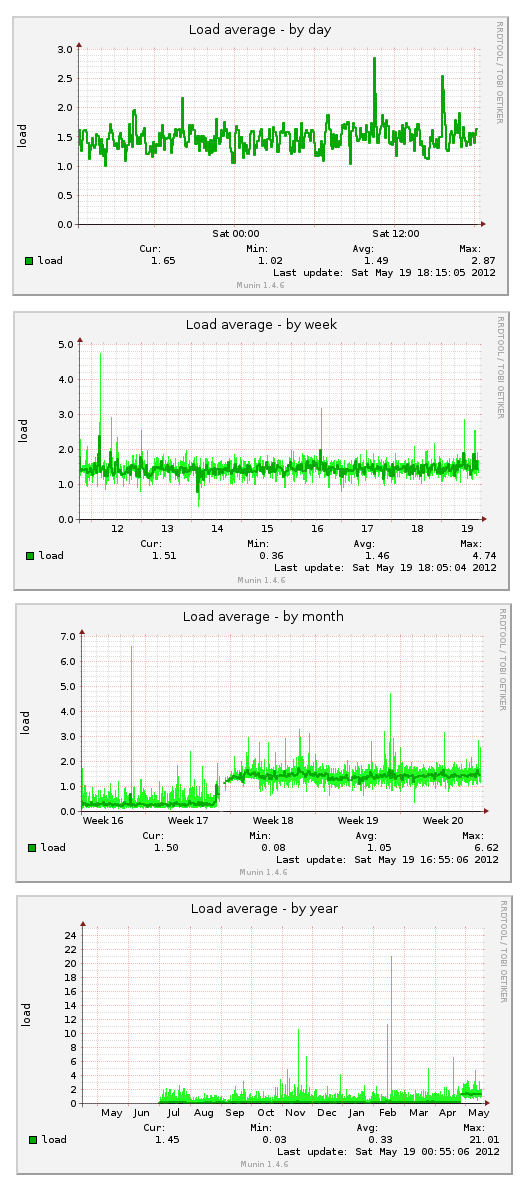 Load average - by day
RRDTOOL / TOBI OETIKER
load
3.0
2.5
2.0
1.5
1.0
0.5
0.0
Sat 00:00 Sat 12:00
Cur: Min: Avg: Max:
load 1.65 1.02 1.49 2.87
Last update: Sat May 19 18:15:05 2012
Munin 1.4.6
Load average - by week
RRDTOOL / TOBI OETIKER
load
5.0
4.0
3.0
2.0
1.0
0.0
12 13 14 15 16 17 18 19
Cur: Min: Avg: Max:
load 1.51 0.36 1.46 4.74
Last update: Sat May 19 18:05:04 2012
Munin 1.4.6
Load average - by month
RRDTOOL / TOBI OETIKER
load
7.0
6.0
5.0
4.0
3.0
2.0
1.0
0.0
Week 16 Week 17 Week 18 Week 19 Week 20
Cur: Min: Avg: Max:
load 1.50 0.08 1.05 6.62
Last update: Sat May 19 16:55:06 2012
Munin 1.4.6
Load average - by year
RRDTOOL / TOBI OETIKER
load
24
22
20
18
16
14
12
10
8
6
4
2
0
May Jun Jul Aug Sep Oct Nov Dec Jan Feb Mar Apr May
Cur: Min: Avg: Max:
load 1.45 0.03 0.33 21.01
Last update: Sat May 19 00:55:06 2012
Munin 1.4.6